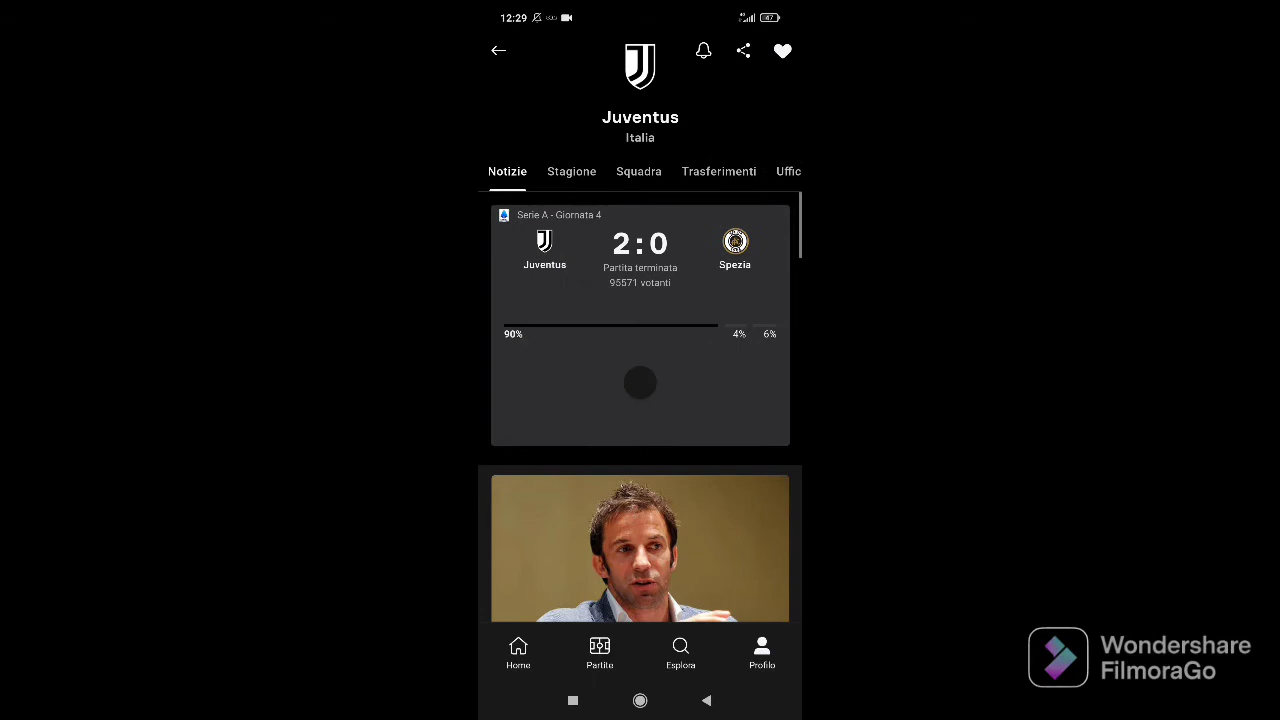 12:29
47
Juventus
Italia
Notizie Stagione Squadra Trasferimenti Uffic
Serie A - Giornata 4
2 : 0
Juventus
Partita terminata
95571 votanti
Spezia
90% 4% 6%
Home Partite Esplora Profilo
Wondershare
FilmoraGo